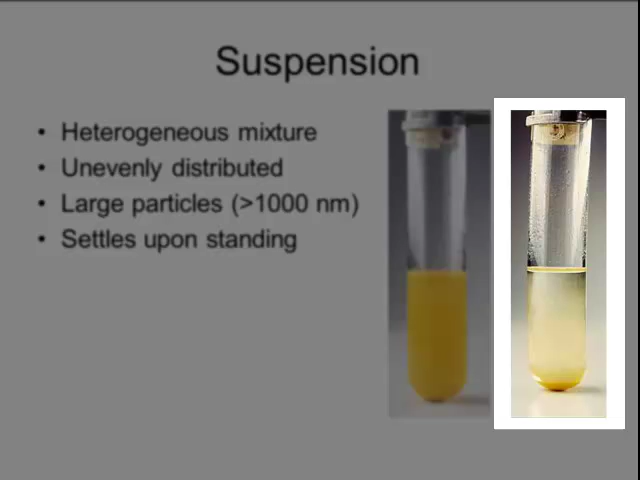 Suspension
• Heterogeneous mixture
• Unevenly distributed
• Large particles (>1000 nm)
• Settles upon standing